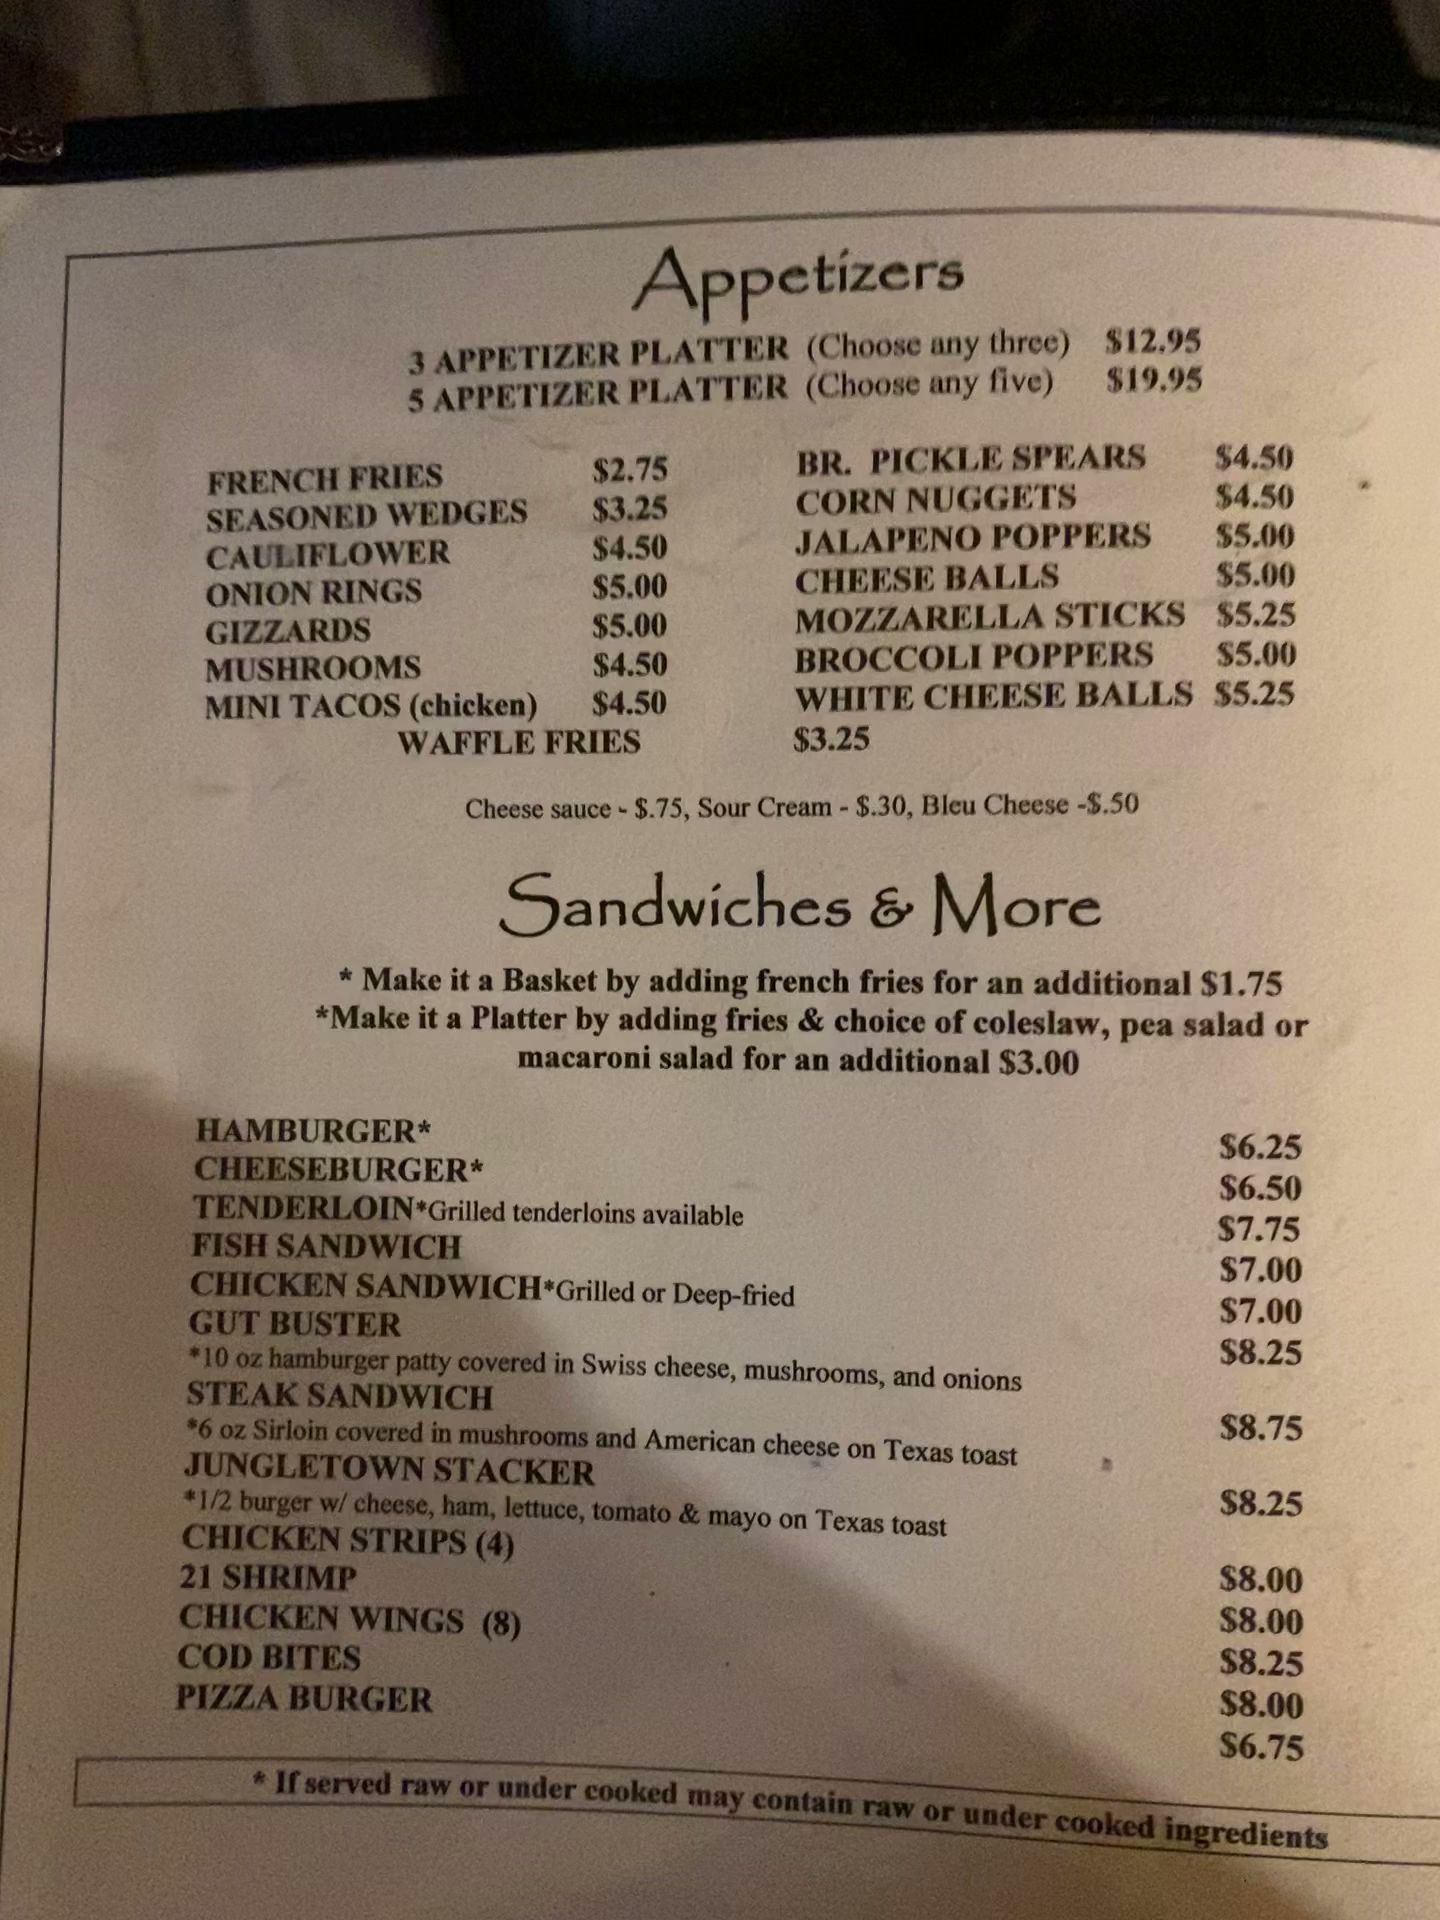 Appetizers
3 APPETIZER PLATTER (Choose any three) $12.95
5 APPETIZER PLATTER (Choose any five) $19.95
FRENCH FRIES $2.75
SEASONED WEDGES $3.25
CAULIFLOWER $4.50
ONION RINGS $5.00
GIZZARDS $5.00
MUSHROOMS $4.50
MINI TACOS (chicken) $4.50
BR. PICKLE SPEARS $4.50
CORN NUGGETS $4.50
JALAPENO POPPERS $5.00
CHEESE BALLS $5.00
MOZZARELLA STICKS $5.25
BROCCOLI POPPERS $5.00
WHITE CHEESE BALLS $5.25
WAFFLE FRIES $3.25
Cheese sauce - $.75, Sour Cream - $.30, Bleu Cheese -$.50
Sandwiches & More
* Make it a Basket by adding french fries for an additional $1.75
*Make it a Platter by adding fries & choice of coleslaw, pea salad or
macaroni salad for an additional $3.00
HAMBURGER* $6.25
CHEESEBURGER* $6.50
TENDERLOIN*Grilled tenderloins available $7.75
FISH SANDWICH $7.00
CHICKEN SANDWICH*Grilled or Deep-fried $7.00
GUT BUSTER $8.25
*10 oz hamburger patty covered in Swiss cheese, mushrooms, and onions
STEAK SANDWICH $8.75
*6 oz Sirloin covered in mushrooms and American cheese on Texas toast
JUNGLETOWN STACKER $8.25
*1/2 burger w/ cheese, ham, lettuce, tomato & mayo on Texas toast
CHICKEN STRIPS (4) $8.00
21 SHRIMP $8.00
CHICKEN WINGS (8) $8.25
COD BITES $8.00
PIZZA BURGER $6.75
* If served raw or under cooked may contain raw or under cooked ingredients